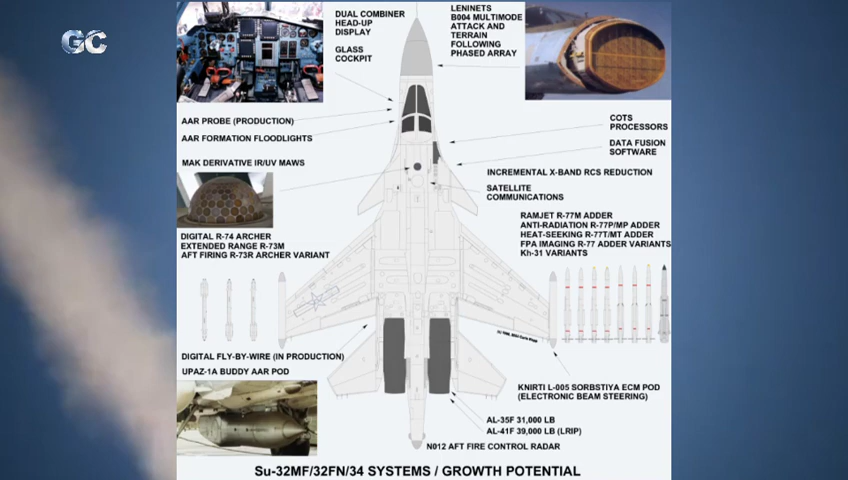 GC
DUAL COMBINER
HEAD-UP
DISPLAY
GLASS
COCKPIT
LENINETS
B004 MULTIMODE
ATTACK AND
TERRAIN
FOLLOWING
PHASED ARRAY
AAR PROBE (PRODUCTION)
AAR FORMATION FLOODLIGHTS
COTS
PROCESSORS
DATA FUSION
SOFTWARE
MAK DERIVATIVE IR/UV MAWS
INCREMENTAL X-BAND RCS REDUCTION
SATELLITE
COMMUNICATIONS
RAMJET R-77M ADDER
ANTI-RADIATION R-77P/MP ADDER
HEAT-SEEKING R-77T/MT ADDER
FPA IMAGING R-77 ADDER VARIANTS
Kh-31 VARIANTS
DIGITAL R-74 ARCHER
EXTENDED RANGE R-73M
AFT FIRING R-73R ARCHER VARIANT
DIGITAL FLY-BY-WIRE (IN PRODUCTION)
UPAZ-1A BUDDY AAR POD
KNIRTI L-005 SORBSTIYA ECM POD
(ELECTRONIC BEAM STEERING)
AL-35F 31,000 LB
AL-41F 39,000 LB (LRIP)
N012 AFT FIRE CONTROL RADAR
Su-32MF/32FN/34 SYSTEMS / GROWTH POTENTIAL